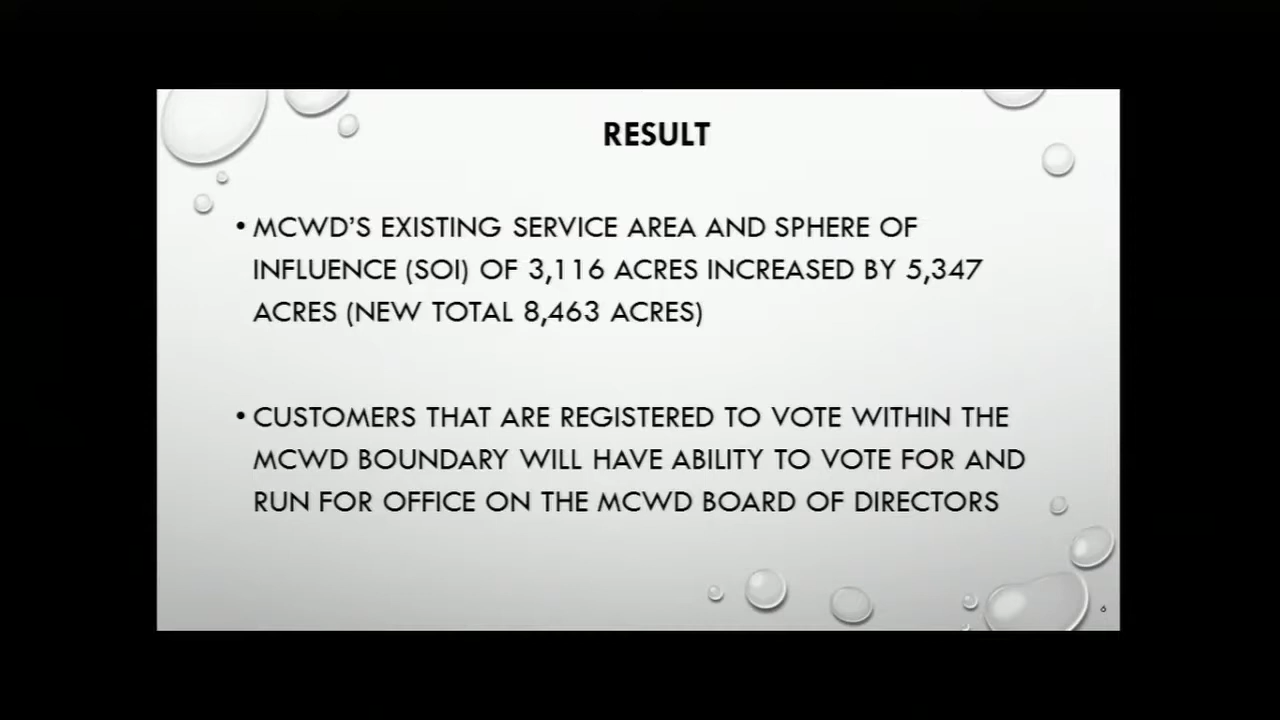 RESULT
• MCWD'S EXISTING SERVICE AREA AND SPHERE OF
INFLUENCE (SOI) OF 3,116 ACRES INCREASED BY 5,347
ACRES (NEW TOTAL 8,463 ACRES)
• CUSTOMERS THAT ARE REGISTERED TO VOTE WITHIN THE
MCWD BOUNDARY WILL HAVE ABILITY TO VOTE FOR AND
RUN FOR OFFICE ON THE MCWD BOARD OF DIRECTORS
6